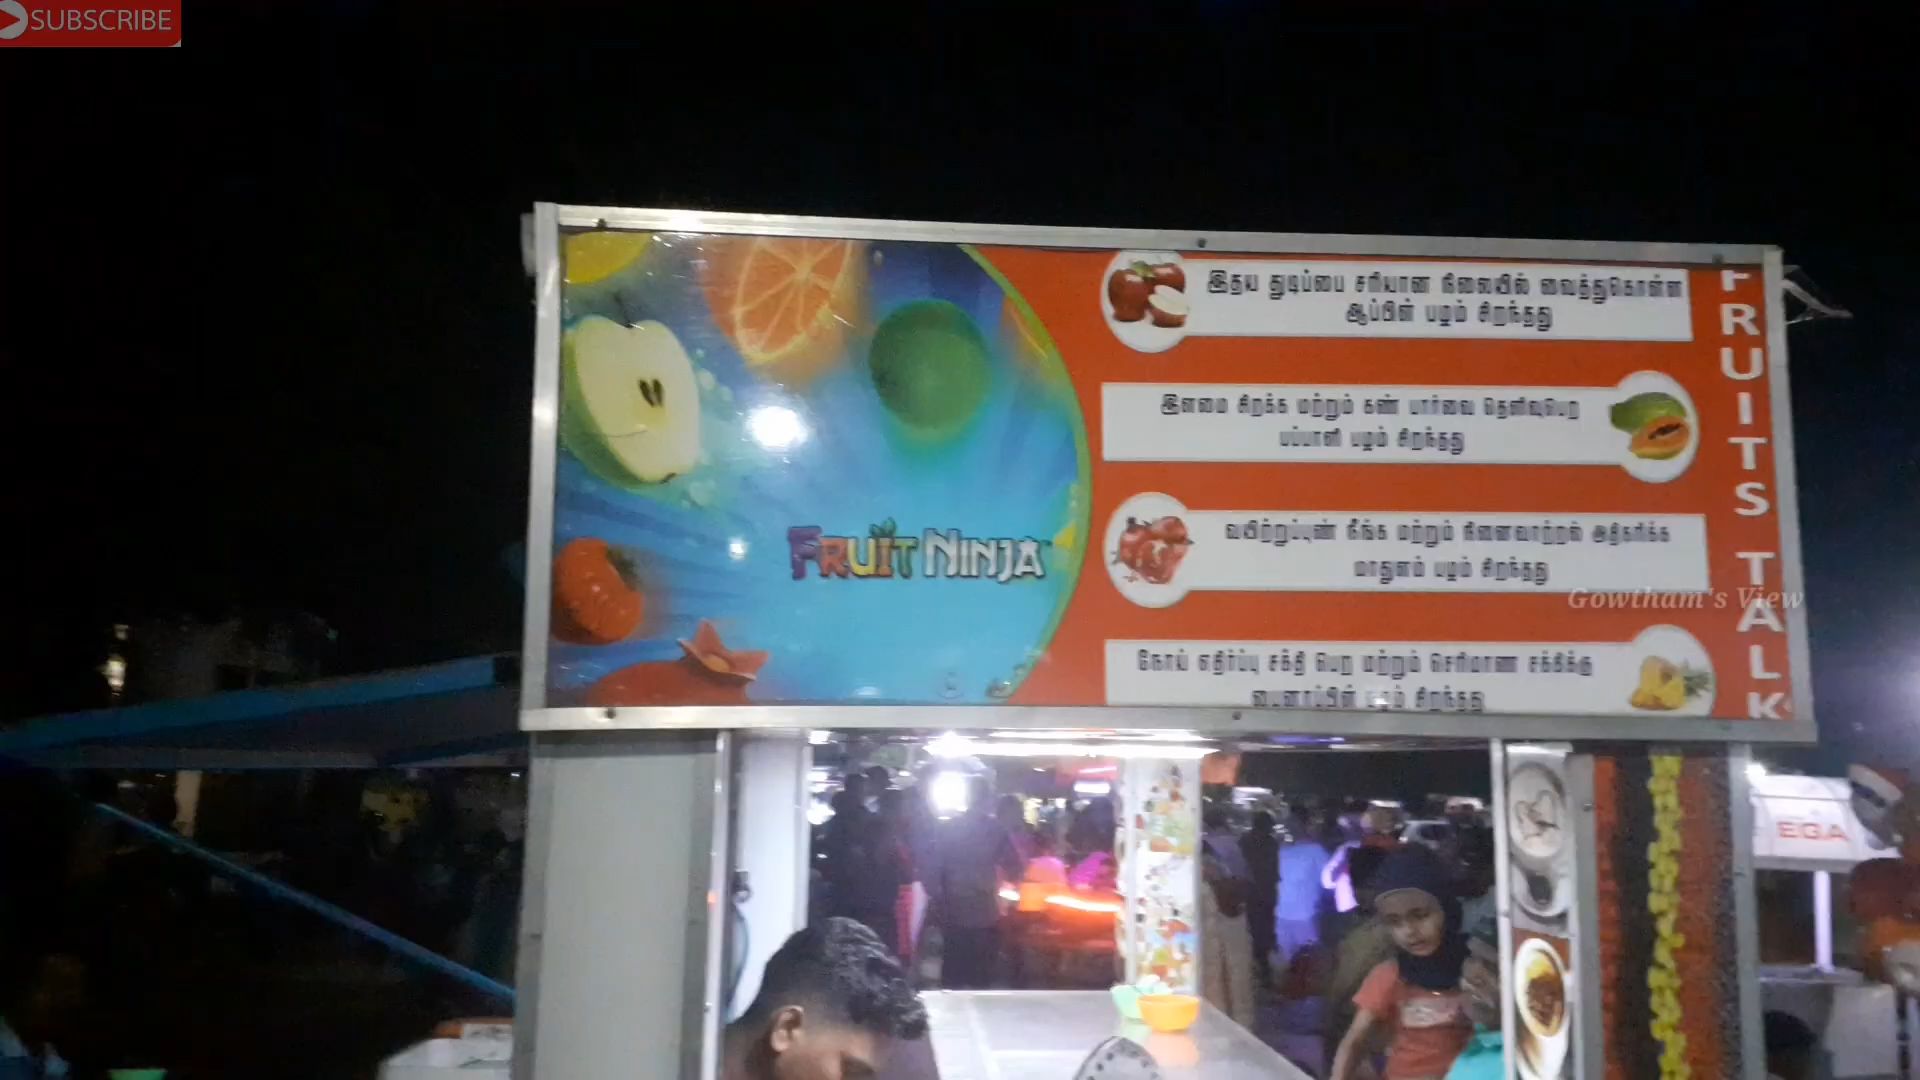 SUBSCRIBE
FRUIT NINJA
இதய துடிப்பை சரியான நிலையில் வைத்துகொள்ள
ஆப்பிள் பழம் சிறந்தது
இளமை சிறக்க மற்றும் கண் பார்வை தெளிவுபெற
பப்பாளி பழம் சிறந்தது
வயிற்றுப்புண் நீங்க மற்றும் நினைவாற்றல் அதிகரிக்க
மாதுளம் பழம் சிறந்தது
நோய் எதிர்ப்பு சக்தி பெற மற்றும் செரிமாண சக்திக்கு
பைனாப்பிள் பழம் சிறந்தது
FRUITS TALK
Gowtham's View
EGA